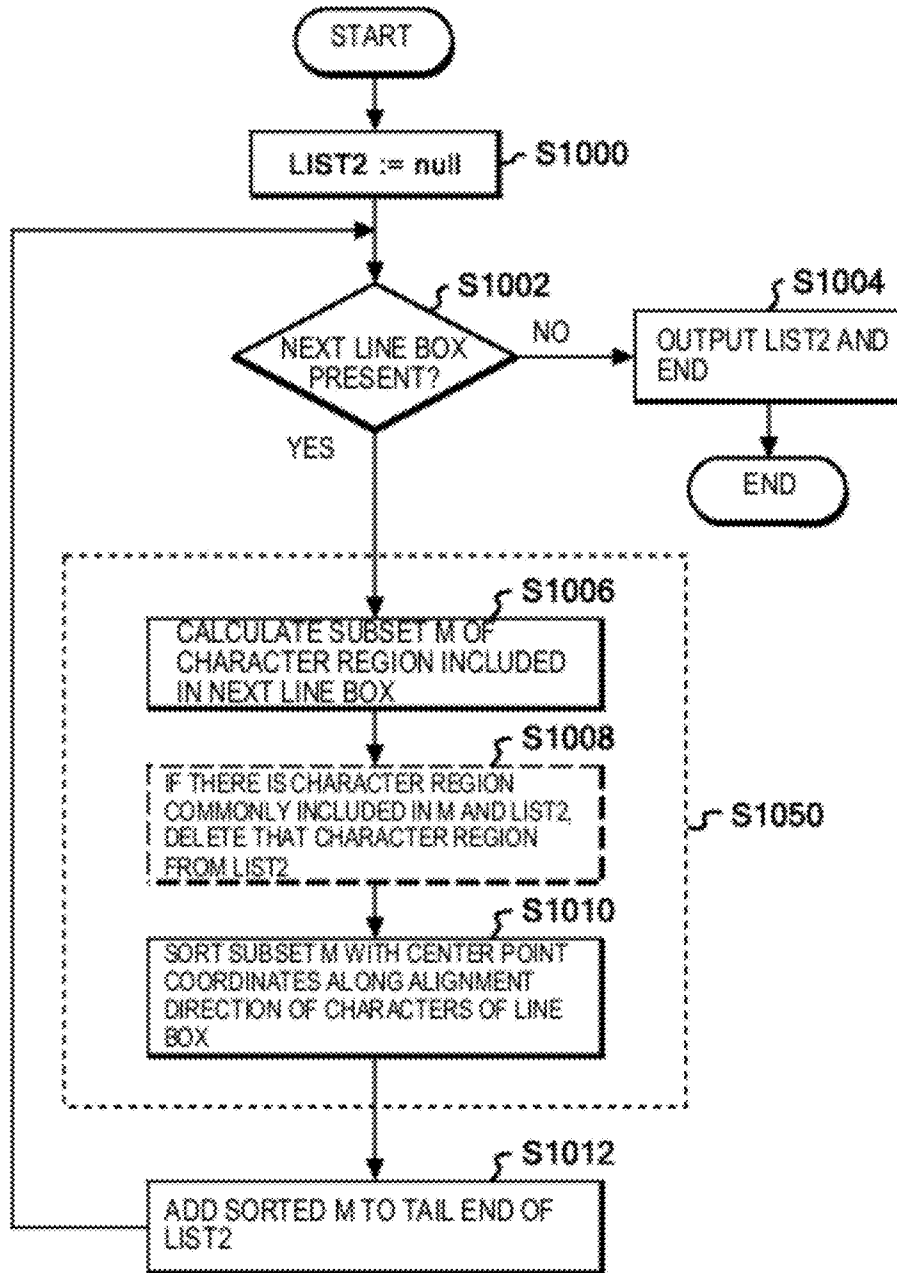 START
LIST2 := null
S1000
S1002
NEXT LINE BOX
PRESENT?
NO
YES
S1004
OUTPUT LIST2 AND
END
END
S1006
CALCULATE SUBSET M OF
CHARACTER REGION INCLUDED
IN NEXT LINE BOX
S1008
IF THERE IS CHARACTER REGION
COMMONLY INCLUDED IN M AND LIST2,
DELETE THAT CHARACTER REGION
FROM LIST2
S1050
S1010
SORT SUBSET M WITH CENTER POINT
COORDINATES ALONG ALIGNMENT
DIRECTION OF CHARACTERS OF LINE
BOX
S1012
ADD SORTED M TO TAIL END OF
LIST2